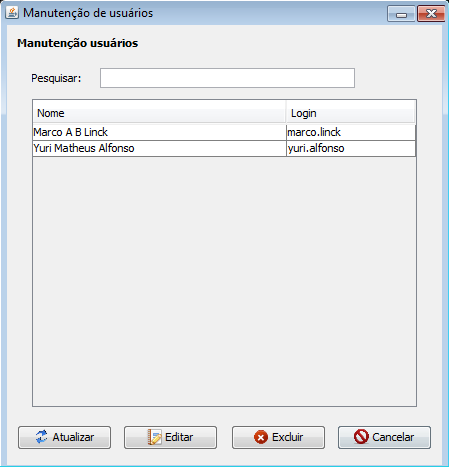 Manutenção de usuários
Manutenção usuários
Pesquisar:
Nome Login
Marco A B Linck marco.linck
Yuri Matheus Alfonso yuri.alfonso
Atualizar Editar Excluir Cancelar